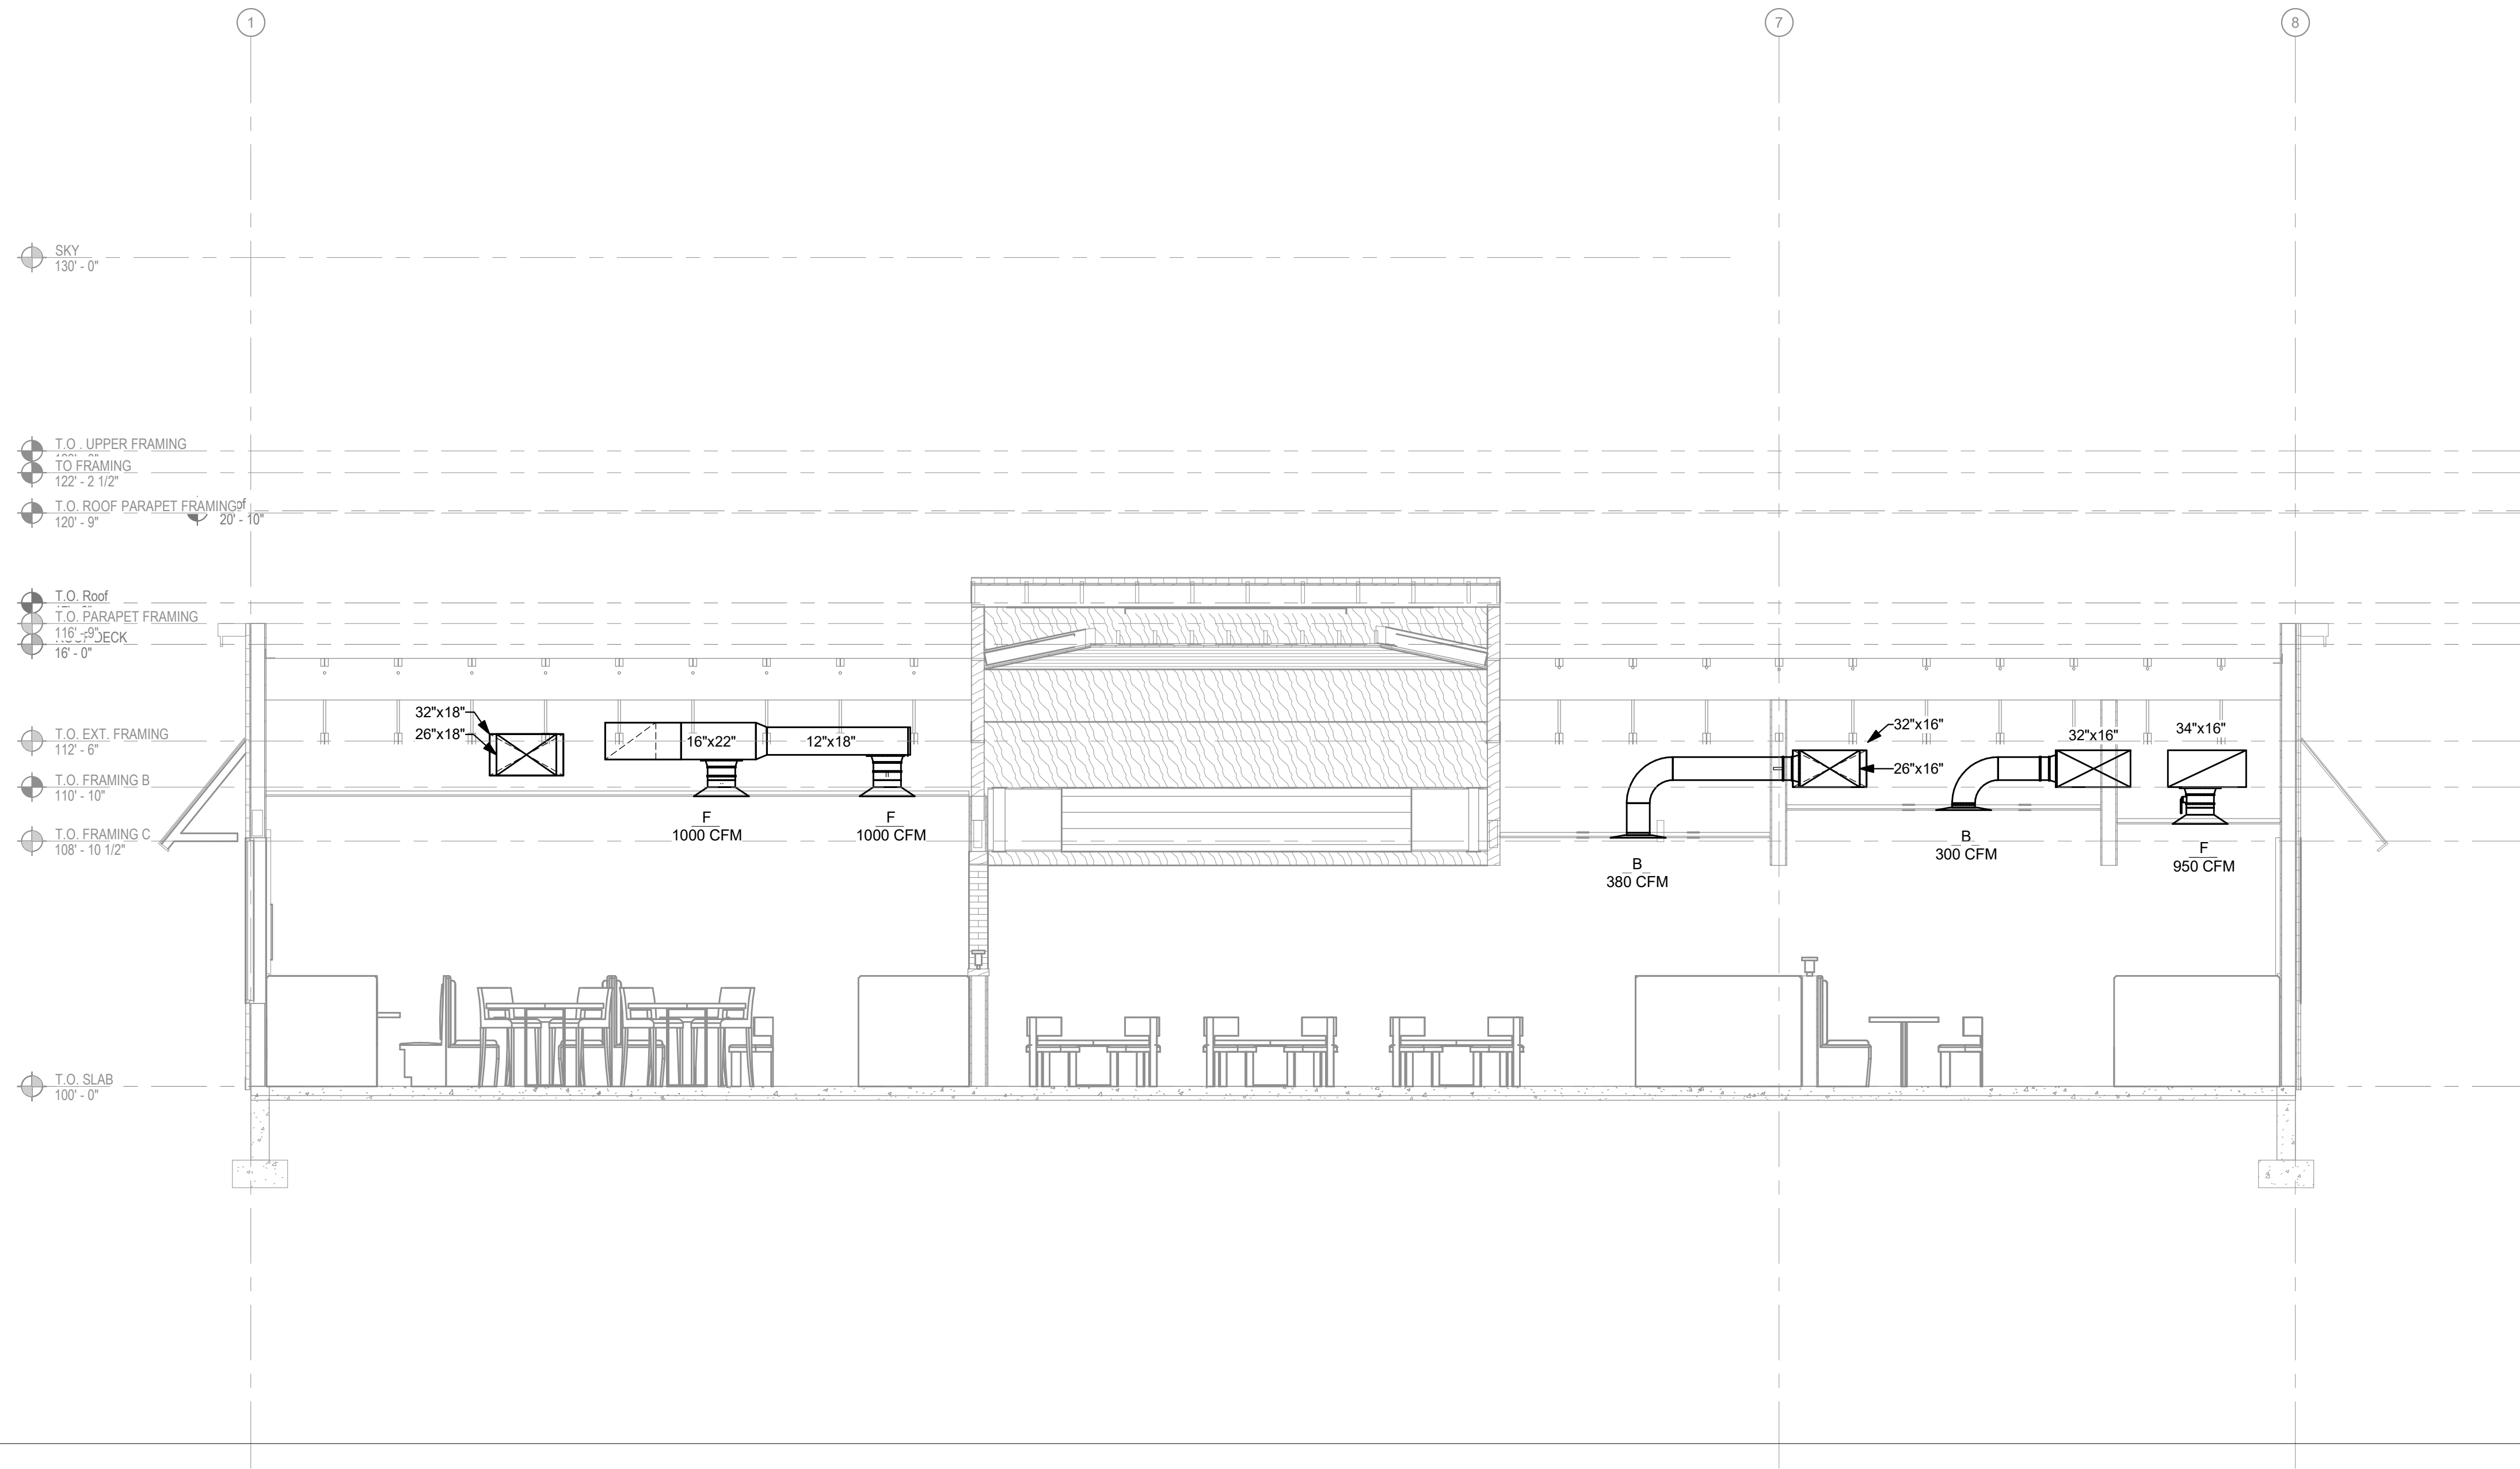 1
7
8
SKY
130' - 0"
T.O . UPPER FRAMING
TO FRAMING
122' - 2 1/2"
T.O. ROOF PARAPET FRAMING
120' - 9"
20' - 10"
T.O. Roof
T.O. PARAPET FRAMING
116' - 9"
DECK
16' - 0"
T.O. EXT. FRAMING
112' - 6"
T.O. FRAMING B
110' - 10"
T.O. FRAMING C
108' - 10 1/2"
T.O. SLAB
100' - 0"
32"x18"
26"x18"
16"x22"
12"x18"
F
1000 CFM
F
1000 CFM
32"x16"
26"x16"
32"x16"
34"x16"
B
380 CFM
B
300 CFM
F
950 CFM